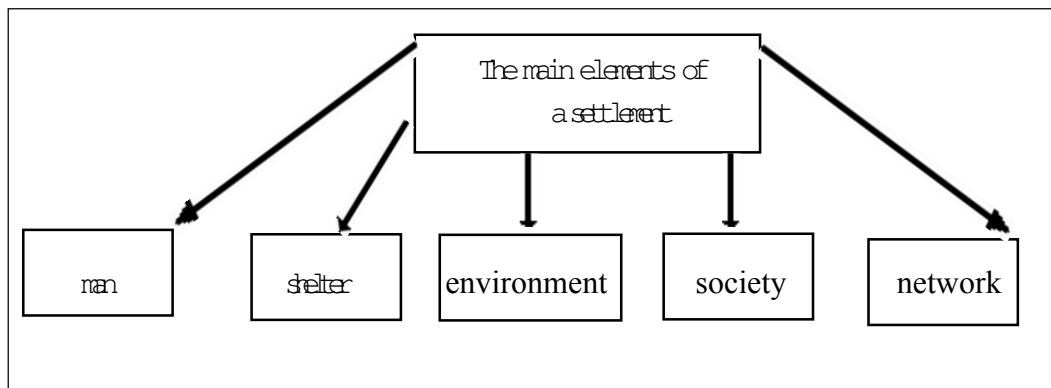 The main elements of
a settlement
man
shelter
environment
society
network